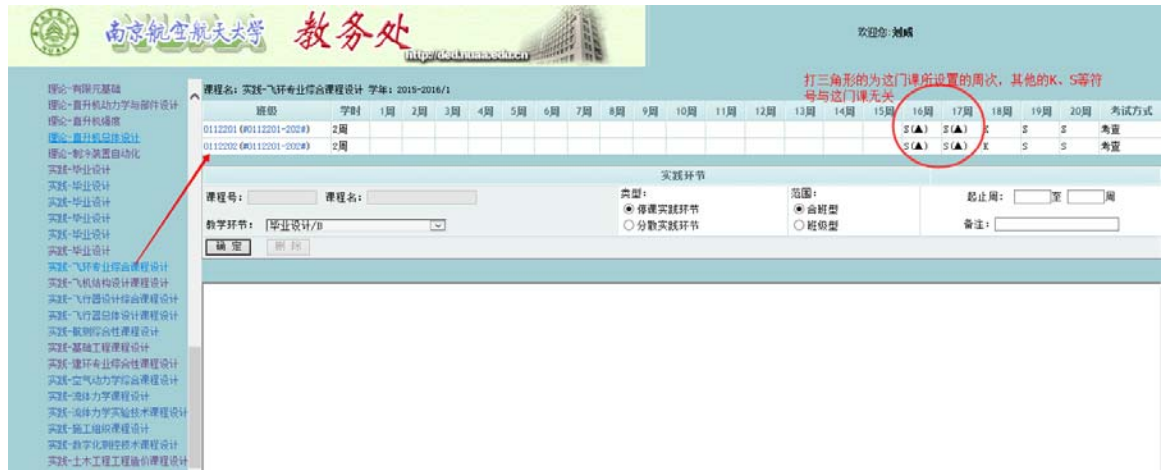 南京航空航天大学 教务处
http://ded.nuaa.edu.cn
欢迎您:刘威
打三角形的为这门课所设置的周次，其他的K、S等符
号与这门课无关
理论-有限元基础
理论-直升机动力学与部件设计
理论-直升机强度
理论-直升机总体设计
理论-制冷装置自动化
实践-毕业设计
实践-毕业设计
实践-毕业设计
实践-毕业设计
实践-毕业设计
实践-毕业设计
实践-飞环专业综合课程设计
实践-飞机结构设计课程设计
实践-飞行器设计综合课程设计
实践-飞行器总体设计课程设计
实践-航测综合性课程设计
实践-基础工程课程设计
实践-建环专业综合性课程设计
实践-空气动力学综合课程设计
实践-流体力学课程设计
实践-流体力学实验技术课程设计
实践-施工组织课程设计
实践-数字化测控技术课程设计
实践-土木工程工程造价课程设计
课程名: 实践-飞环专业综合课程设计 学年: 2015-2016/1
班级 学时 1周 2周 3周 4周 5周 6周 7周 8周 9周 10周 11周 12周 13周 14周 15周 16周 17周 18周 19周 20周 考试方式
0112201(#0112201-202#) 2周 S(▲) S(▲) K S S 考查
0112202(#0112201-202#) 2周 S(▲) S(▲) K S S 考查
实践环节
课程号: 课程名: 类型: 范围: 起止周: 至 周
停课实践环节 合班型
教学环节: 毕业设计/B 分散实践环节 班级型 备注:
确 定 删 除